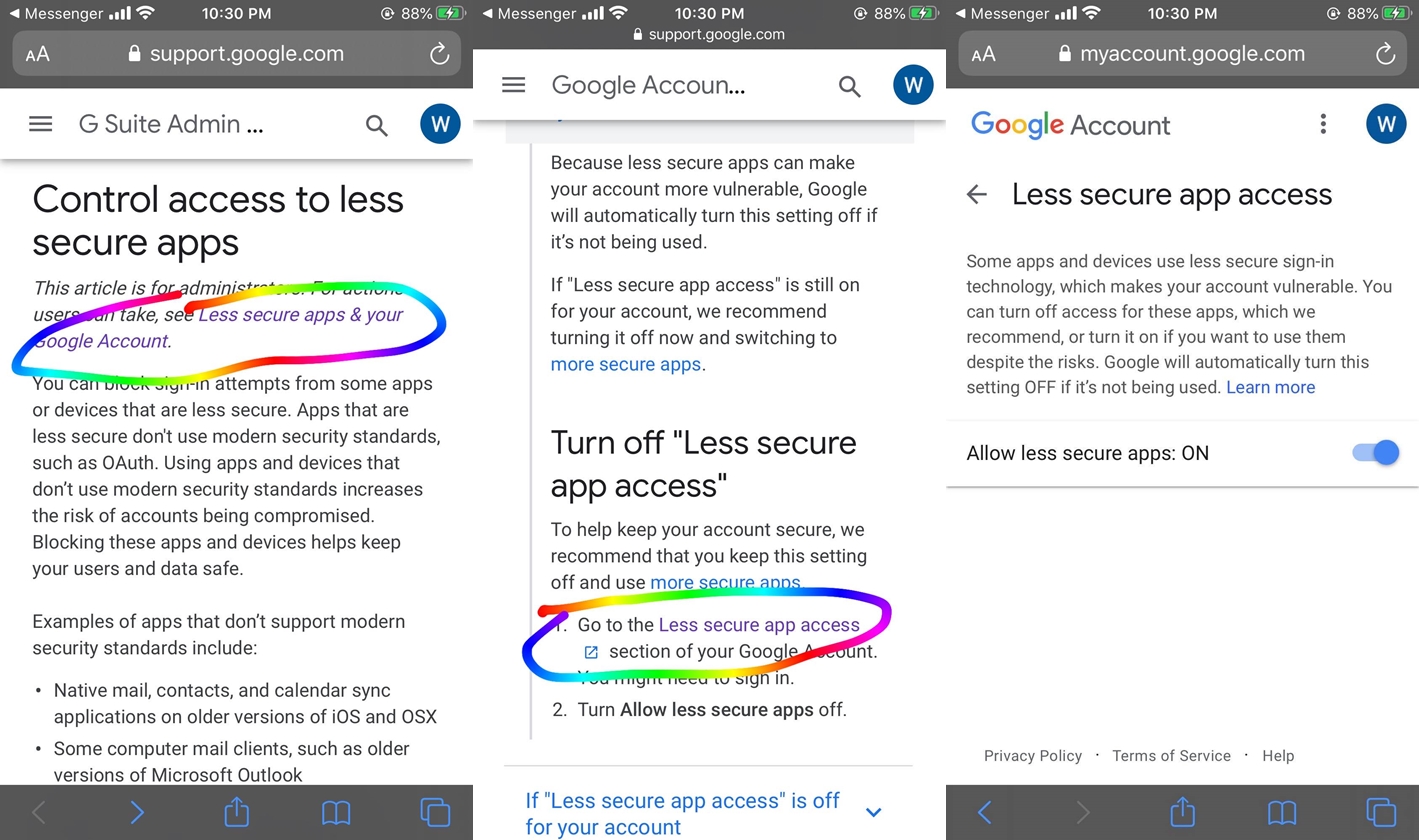 Messenger 10:30 PM 88%
AA support.google.com
G Suite Admin ... W
Control access to less
secure apps
This article is for administrators. For actions
users can take, see Less secure apps & your
Google Account.
You can block sign-in attempts from some apps
or devices that are less secure. Apps that are
less secure don't use modern security standards,
such as OAuth. Using apps and devices that
don't use modern security standards increases
the risk of accounts being compromised.
Blocking these apps and devices helps keep
your users and data safe.
Examples of apps that don't support modern
security standards include:
• Native mail, contacts, and calendar sync
applications on older versions of iOS and OSX
• Some computer mail clients, such as older
versions of Microsoft Outlook
Messenger 10:30 PM 88%
support.google.com
Google Accoun... W
Because less secure apps can make
your account more vulnerable, Google
will automatically turn this setting off if
it's not being used.
If "Less secure app access" is still on
for your account, we recommend
turning it off now and switching to
more secure apps.
Turn off "Less secure
app access"
To help keep your account secure, we
recommend that you keep this setting
off and use more secure apps.
1. Go to the Less secure app access
section of your Google Account.
You might need to sign in.
2. Turn Allow less secure apps off.
If "Less secure app access" is off
for your account
Messenger 10:30 PM 88%
AA myaccount.google.com
Google Account W
Less secure app access
Some apps and devices use less secure sign-in
technology, which makes your account vulnerable. You
can turn off access for these apps, which we
recommend, or turn it on if you want to use them
despite the risks. Google will automatically turn this
setting OFF if it's not being used. Learn more
Allow less secure apps: ON
Privacy Policy · Terms of Service · Help